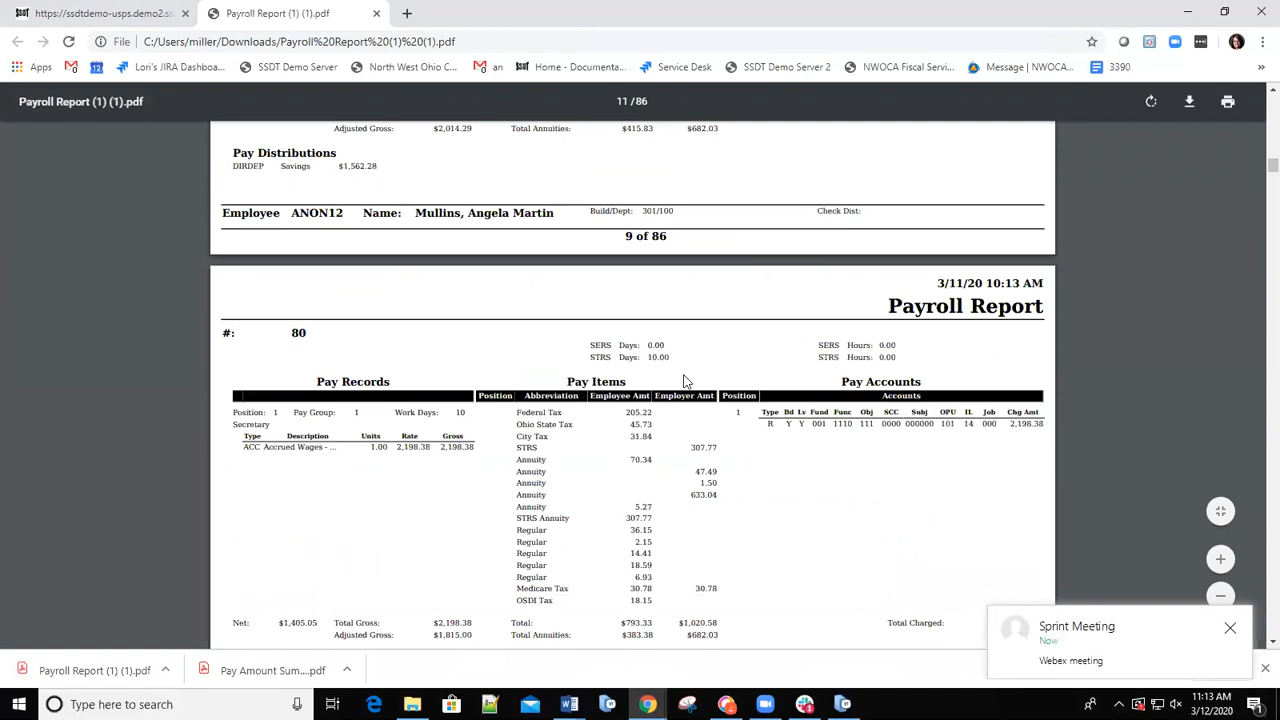 https://ssdtdemo-usps.demo2.ss
Payroll Report (1) (1).pdf
File C:/Users/miller/Downloads/Payroll%20Report%20(1)%20(1).pdf
Apps 12 Lori's JIRA Dashboa... SSDT Demo Server North West Ohio C... an Home - Documenta... Service Desk SSDT Demo Server 2 NWOCA Fiscal Servi... Message | NWOCA... 3390 »
Payroll Report (1) (1).pdf 11 / 86
Adjusted Gross: $2,014.29 Total Annuities: $415.83 $682.03
Pay Distributions
DIRDEP Savings $1,562.28
Employee ANON12 Name: Mullins, Angela Martin Build/Dept: 301/100 Check Dist:
9 of 86
3/11/20 10:13 AM
Payroll Report
#: 80
SERS Days: 0.00 SERS Hours: 0.00
STRS Days: 10.00 STRS Hours: 0.00
Pay Records Pay Items Pay Accounts
Position Abbreviation Employee Amt Employer Amt Position Accounts
Position: 1 Pay Group: 1 Work Days: 10 Federal Tax 205.22 1 Type Bd Lv Fund Func Obj SCC Subj OPU IL Job Chg Amt
Secretary Ohio State Tax 45.73 R Y Y 001 1110 111 0000 000000 101 14 000 2,198.38
Type Description Units Rate Gross City Tax 31.84
ACC Accrued Wages - ... 1.00 2,198.38 2,198.38 STRS 307.77
Annuity 70.34
Annuity 47.49
Annuity 1.50
Annuity 633.04
Annuity 5.27
STRS Annuity 307.77
Regular 36.15
Regular 2.15
Regular 14.41
Regular 18.59
Regular 6.93
Medicare Tax 30.78 30.78
OSDI Tax 18.15
Net: $1,405.05 Total Gross: $2,198.38 Total: $793.33 $1,020.58 Total Charged:
Adjusted Gross: $1,815.00 Total Annuities: $383.38 $682.03
Sprint Meeting
Now
Webex meeting
Payroll Report (1) (1).pdf Pay Amount Sum....pdf
Type here to search
11:13 AM
3/12/2020